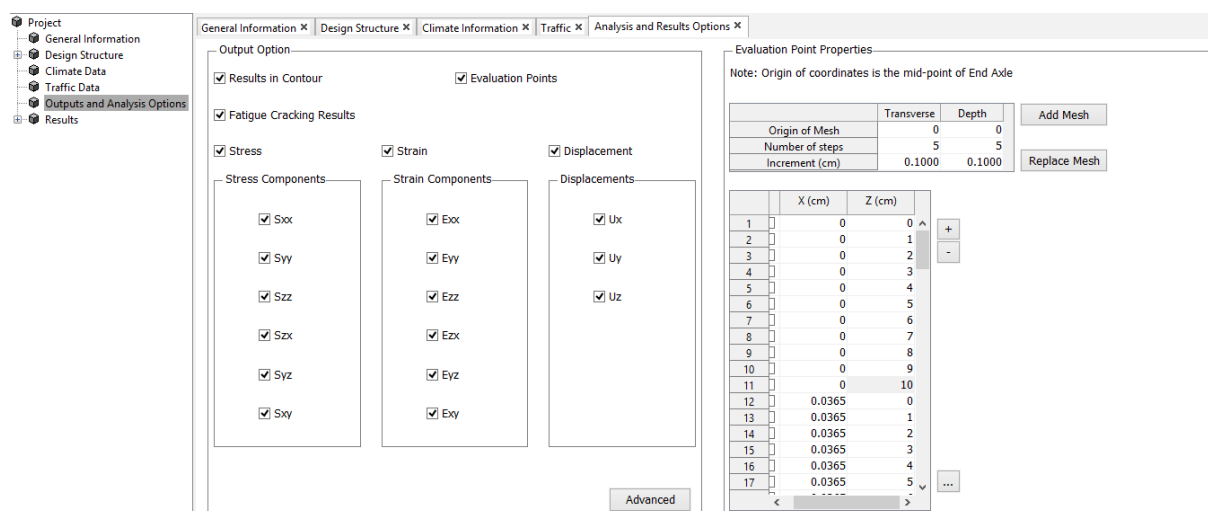 Project
General Information
Design Structure
Climate Data
Traffic Data
Outputs and Analysis Options
Results
General Information × Design Structure × Climate Information × Traffic × Analysis and Results Options ×
Output Option
Results in Contour Evaluation Points
Fatigue Cracking Results
Stress Strain Displacement
Stress Components Strain Components Displacements
Sxx Exx Ux
Syy Eyy Uy
Szz Ezz Uz
Szx Ezx
Syz Eyz
Sxy Exy
Advanced
Evaluation Point Properties
Note: Origin of coordinates is the mid-point of End Axle
Transverse Depth Add Mesh
Origin of Mesh 0 0
Number of steps 5 5
Increment (cm) 0.1000 0.1000 Replace Mesh
X (cm) Z (cm)
1 0 0 +
2 0 1
3 0 2 -
4 0 3
5 0 4
6 0 5
7 0 6
8 0 7
9 0 8
10 0 9
11 0 10
12 0.0365 0
13 0.0365 1
14 0.0365 2
15 0.0365 3
16 0.0365 4
17 0.0365 5 ...